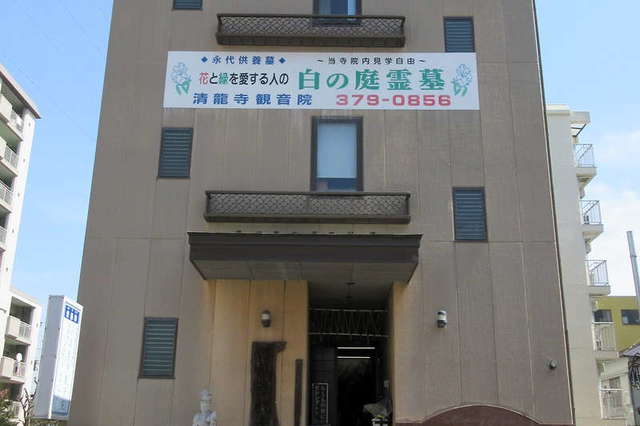 ◆永代供養墓◆ ～当寺院内見学自由～
花と緑を愛する人の 白の庭霊墓
清龍寺観音院 379-0856